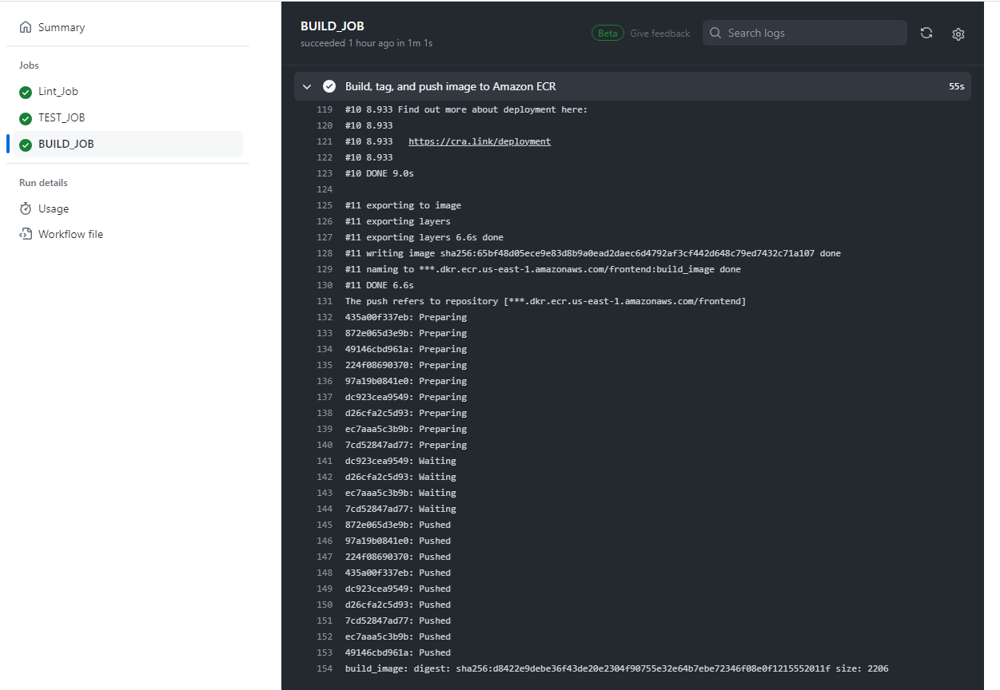 Summary
Jobs
Lint_Job
TEST_JOB
BUILD_JOB
Run details
Usage
Workflow file
BUILD_JOB
succeeded 1 hour ago in 1m 1s
Beta Give feedback
Search logs
Build, tag, and push image to Amazon ECR 55s
119 #10 8.933 Find out more about deployment here:
120 #10 8.933
121 #10 8.933 https://cra.link/deployment
122 #10 8.933
123 #10 DONE 9.0s
124
125 #11 exporting to image
126 #11 exporting layers
127 #11 exporting layers 6.6s done
128 #11 writing image sha256:65bf48d05ece9e83d8b9a0ead2daec6d4792af3cf442d648c79ed7432c71a107 done
129 #11 naming to ***.dkr.ecr.us-east-1.amazonaws.com/frontend:build_image done
130 #11 DONE 6.6s
131 The push refers to repository [***.dkr.ecr.us-east-1.amazonaws.com/frontend]
132 435a00f337eb: Preparing
133 872e065d3e9b: Preparing
134 49146cbd961a: Preparing
135 224f08690370: Preparing
136 97a19b0841e0: Preparing
137 dc923cea9549: Preparing
138 d26cfa2c5d93: Preparing
139 ec7aaa5c3b9b: Preparing
140 7cd52847ad77: Preparing
141 dc923cea9549: Waiting
142 d26cfa2c5d93: Waiting
143 ec7aaa5c3b9b: Waiting
144 7cd52847ad77: Waiting
145 872e065d3e9b: Pushed
146 97a19b0841e0: Pushed
147 224f08690370: Pushed
148 435a00f337eb: Pushed
149 dc923cea9549: Pushed
150 d26cfa2c5d93: Pushed
151 7cd52847ad77: Pushed
152 ec7aaa5c3b9b: Pushed
153 49146cbd961a: Pushed
154 build_image: digest: sha256:d8422e9debe36f43de20e2304f90755e32e64b7ebe72346f08e0f1215552011f size: 2206